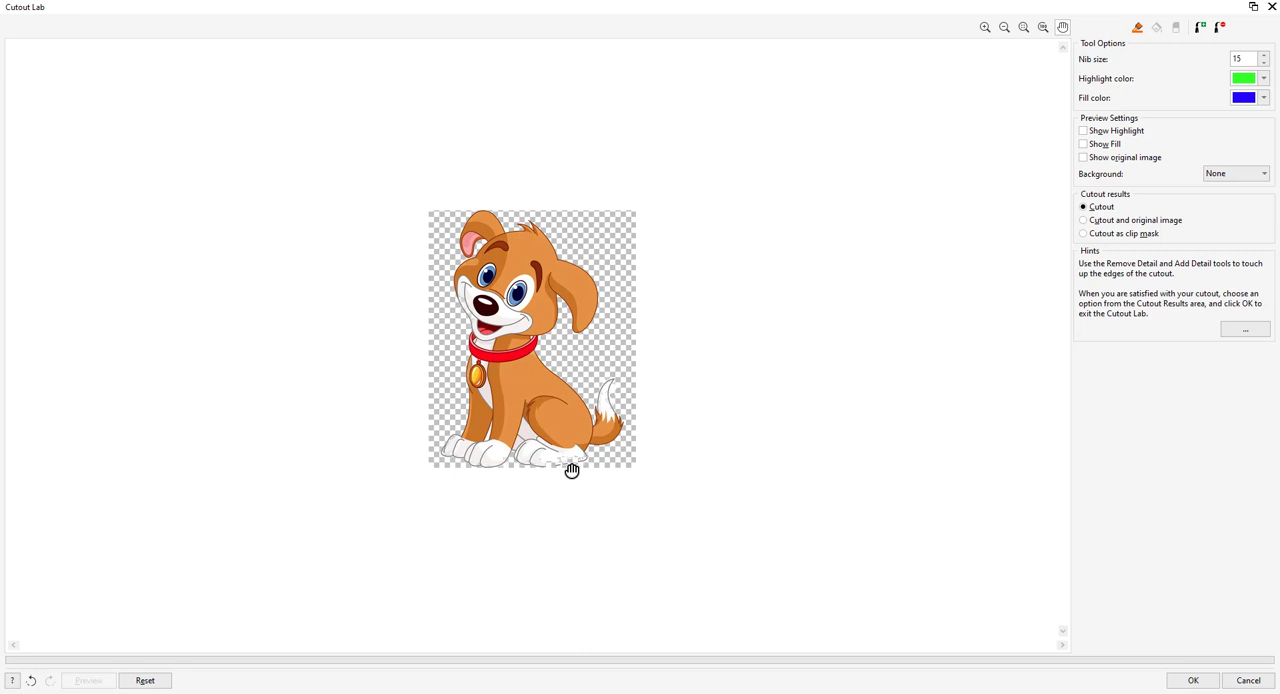 Cutout Lab
Tool Options
Nib size: 15
Highlight color:
Fill color:
Preview Settings
Show Highlight
Show Fill
Show original image
Background: None
Cutout results
Cutout
Cutout and original image
Cutout as clip mask
Hints
Use the Remove Detail and Add Detail tools to touch
up the edges of the cutout.
When you are satisfied with your cutout, choose an
option from the Cutout Results area, and click OK to
exit the Cutout Lab.
...
? Preview Reset OK Cancel